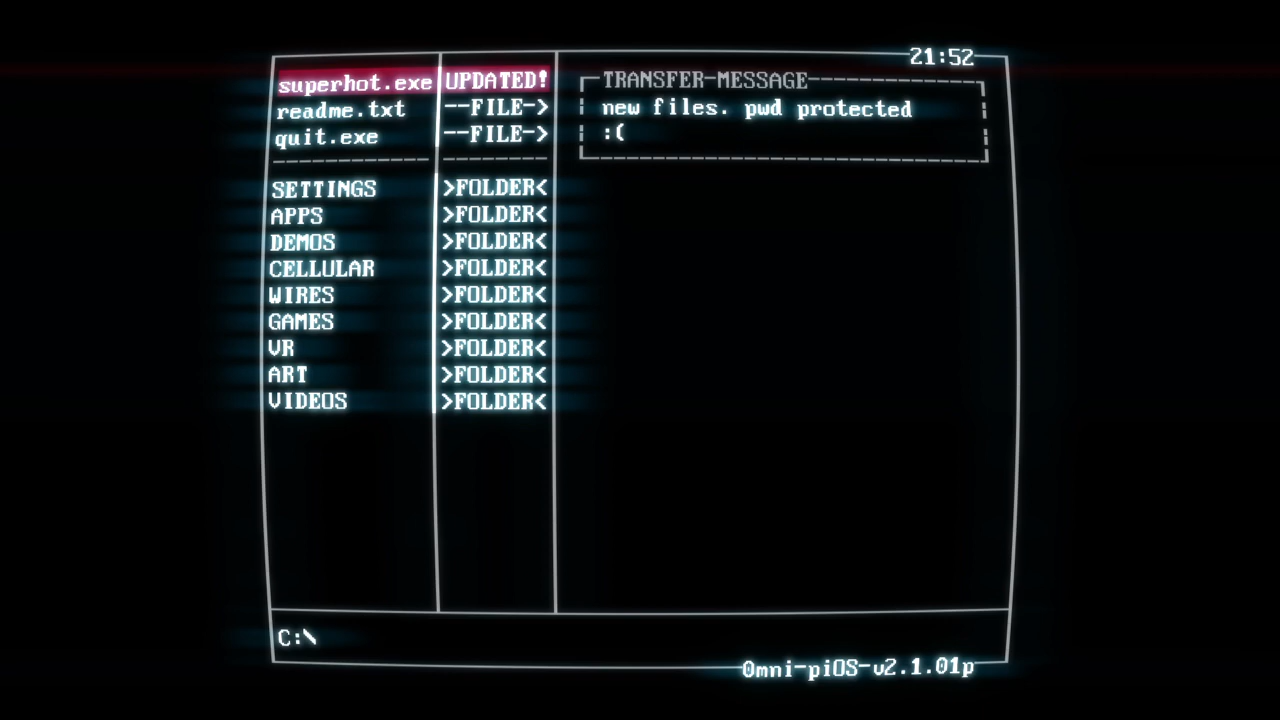 21:52
superhot.exe UPDATED!
readme.txt --FILE->
quit.exe --FILE->
SETTINGS >FOLDER<
APPS >FOLDER<
DEMOS >FOLDER<
CELLULAR >FOLDER<
WIRES >FOLDER<
GAMES >FOLDER<
VR >FOLDER<
ART >FOLDER<
VIDEOS >FOLDER<
TRANSFER-MESSAGE
new files. pwd protected
:(
C:\
Omni-piOS-v2.1.01p